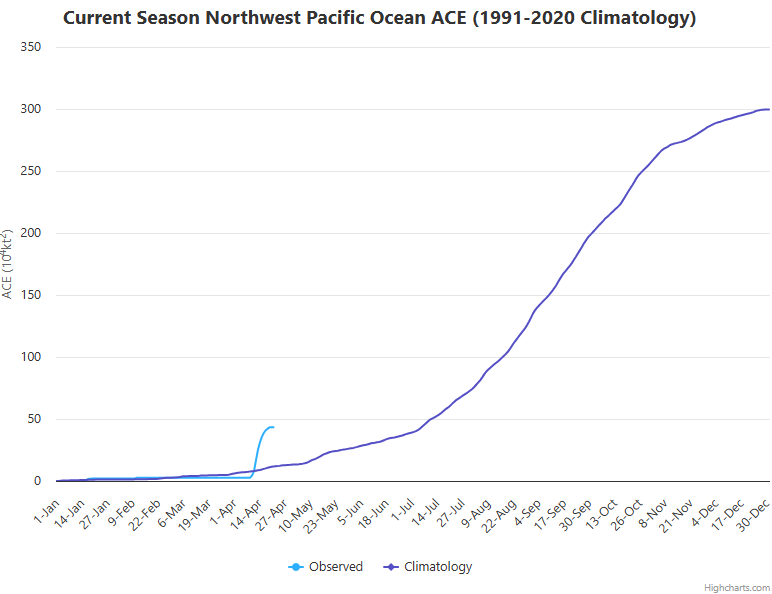 Current Season Northwest Pacific Ocean ACE (1991-2020 Climatology)
350
300
250
200
150
100
50
0
ACE (10⁴kt²)
1-Jan
14-Jan
27-Jan
9-Feb
22-Feb
6-Mar
19-Mar
1-Apr
14-Apr
27-Apr
10-May
23-May
5-Jun
18-Jun
1-Jul
14-Jul
27-Jul
9-Aug
22-Aug
4-Sep
17-Sep
30-Sep
13-Oct
26-Oct
8-Nov
21-Nov
4-Dec
17-Dec
30-Dec
Observed
Climatology
Highcharts.com